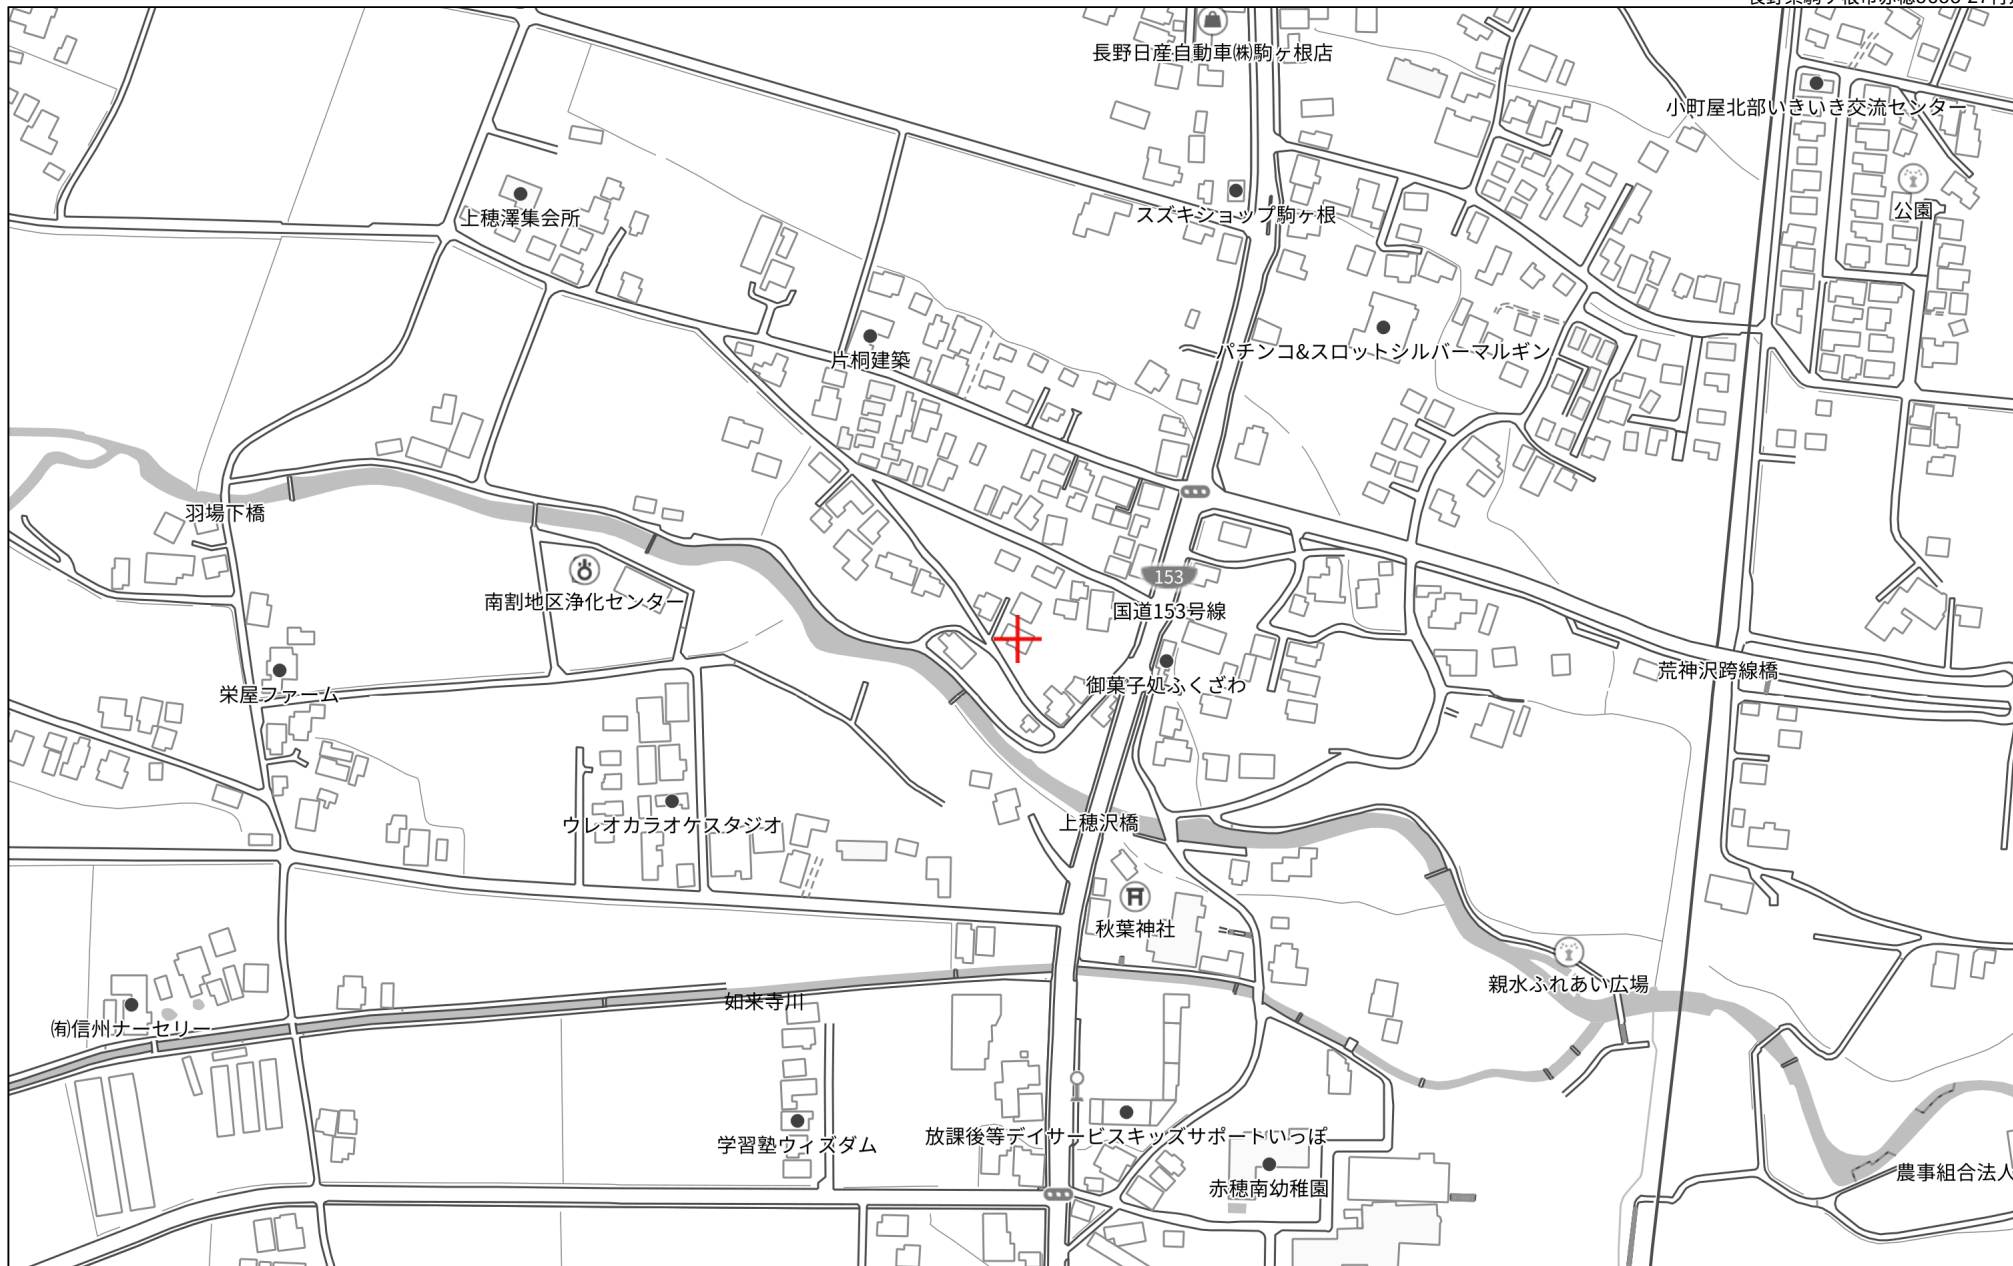 長野日産自動車㈱駒ヶ根店
小町屋北部いきいき交流センター
上穂澤集会所
スズキショップ駒ヶ根
公園
片桐建築
パチンコ&スロットシルバーマルギン
羽場下橋
153
南割地区浄化センター
国道153号線
栄屋ファーム
御菓子処ふくざわ
荒神沢跨線橋
ウレオカラオケスタジオ
上穂沢橋
秋葉神社
親水ふれあい広場
如来寺川
㈲信州ナーセリー
学習塾ウィズダム
放課後等デイサービスキッズサポートいっぽ
赤穂南幼稚園
農事組合法人